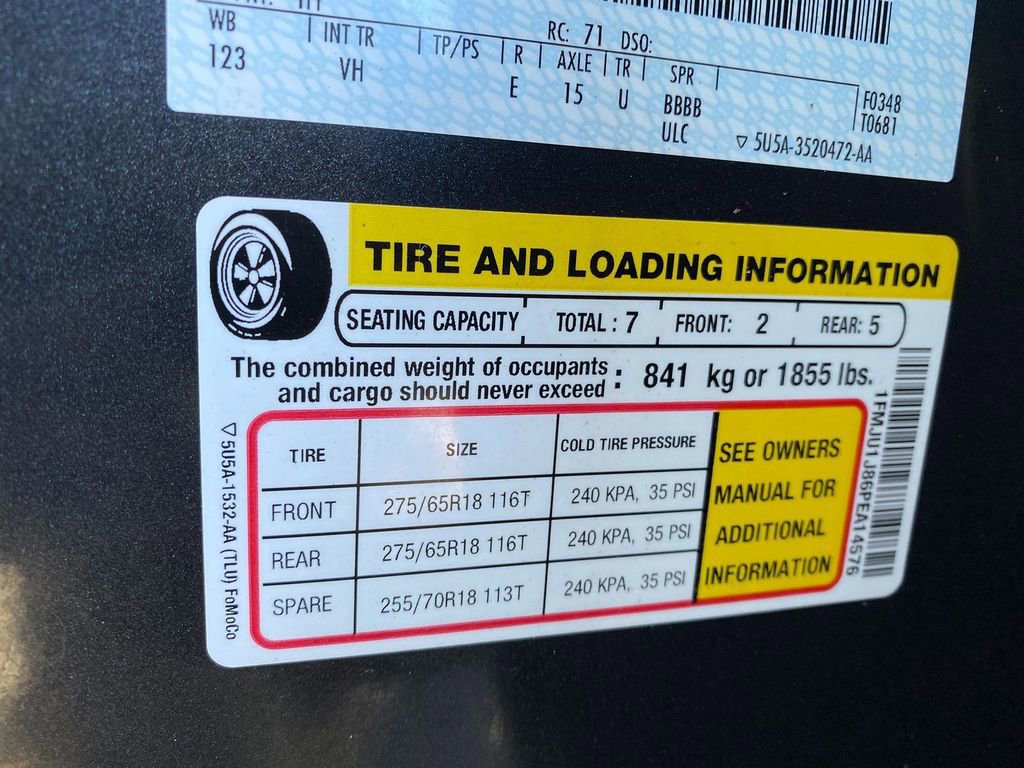 RC: 71 DSO:
WB | INT TR | TP/PS | R | AXLE | TR | SPR |
123 VH E 15 U BBBB F0348
ULC T0681
▽ 5U5A-3520472-AA
TIRE AND LOADING INFORMATION
SEATING CAPACITY TOTAL : 7 FRONT: 2 REAR: 5
The combined weight of occupants
and cargo should never exceed : 841 kg or 1855 lbs.
TIRE SIZE COLD TIRE PRESSURE
FRONT 275/65R18 116T 240 KPA, 35 PSI
REAR 275/65R18 116T 240 KPA, 35 PSI
SPARE 255/70R18 113T 240 KPA, 35 PSI
SEE OWNERS
MANUAL FOR
ADDITIONAL
INFORMATION
▽5U5A-1532-AA (TLU) FoMoCo
1FMJU1J86PEA14576